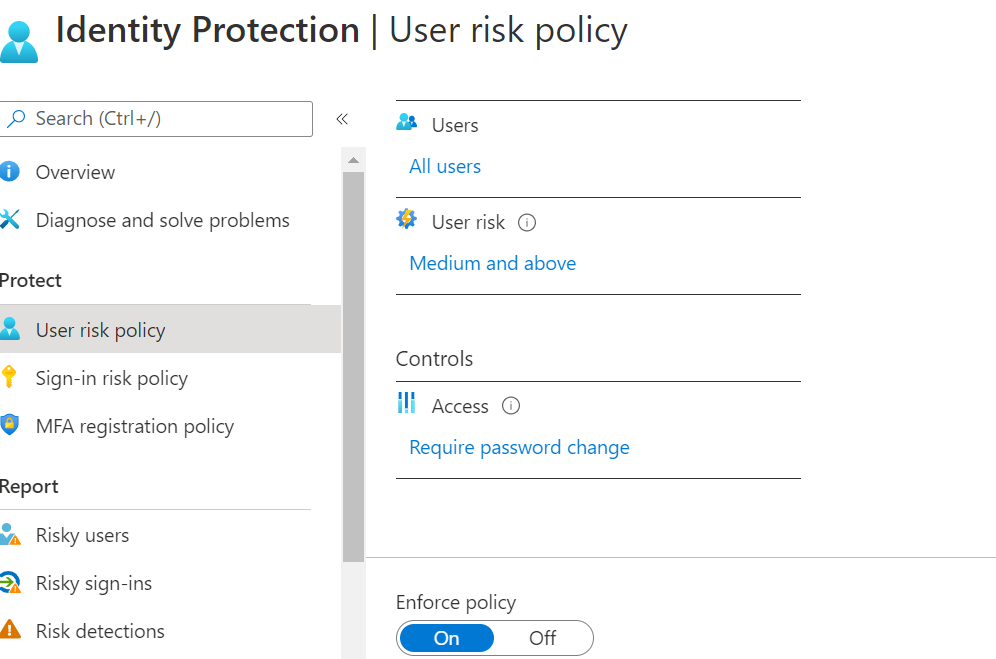 Identity Protection | User risk policy
Search (Ctrl+/)
«
Overview
Diagnose and solve problems
Protect
User risk policy
Sign-in risk policy
MFA registration policy
Report
Risky users
Risky sign-ins
Risk detections
Users
All users
User risk
Medium and above
Controls
Access
Require password change
Enforce policy
On Off